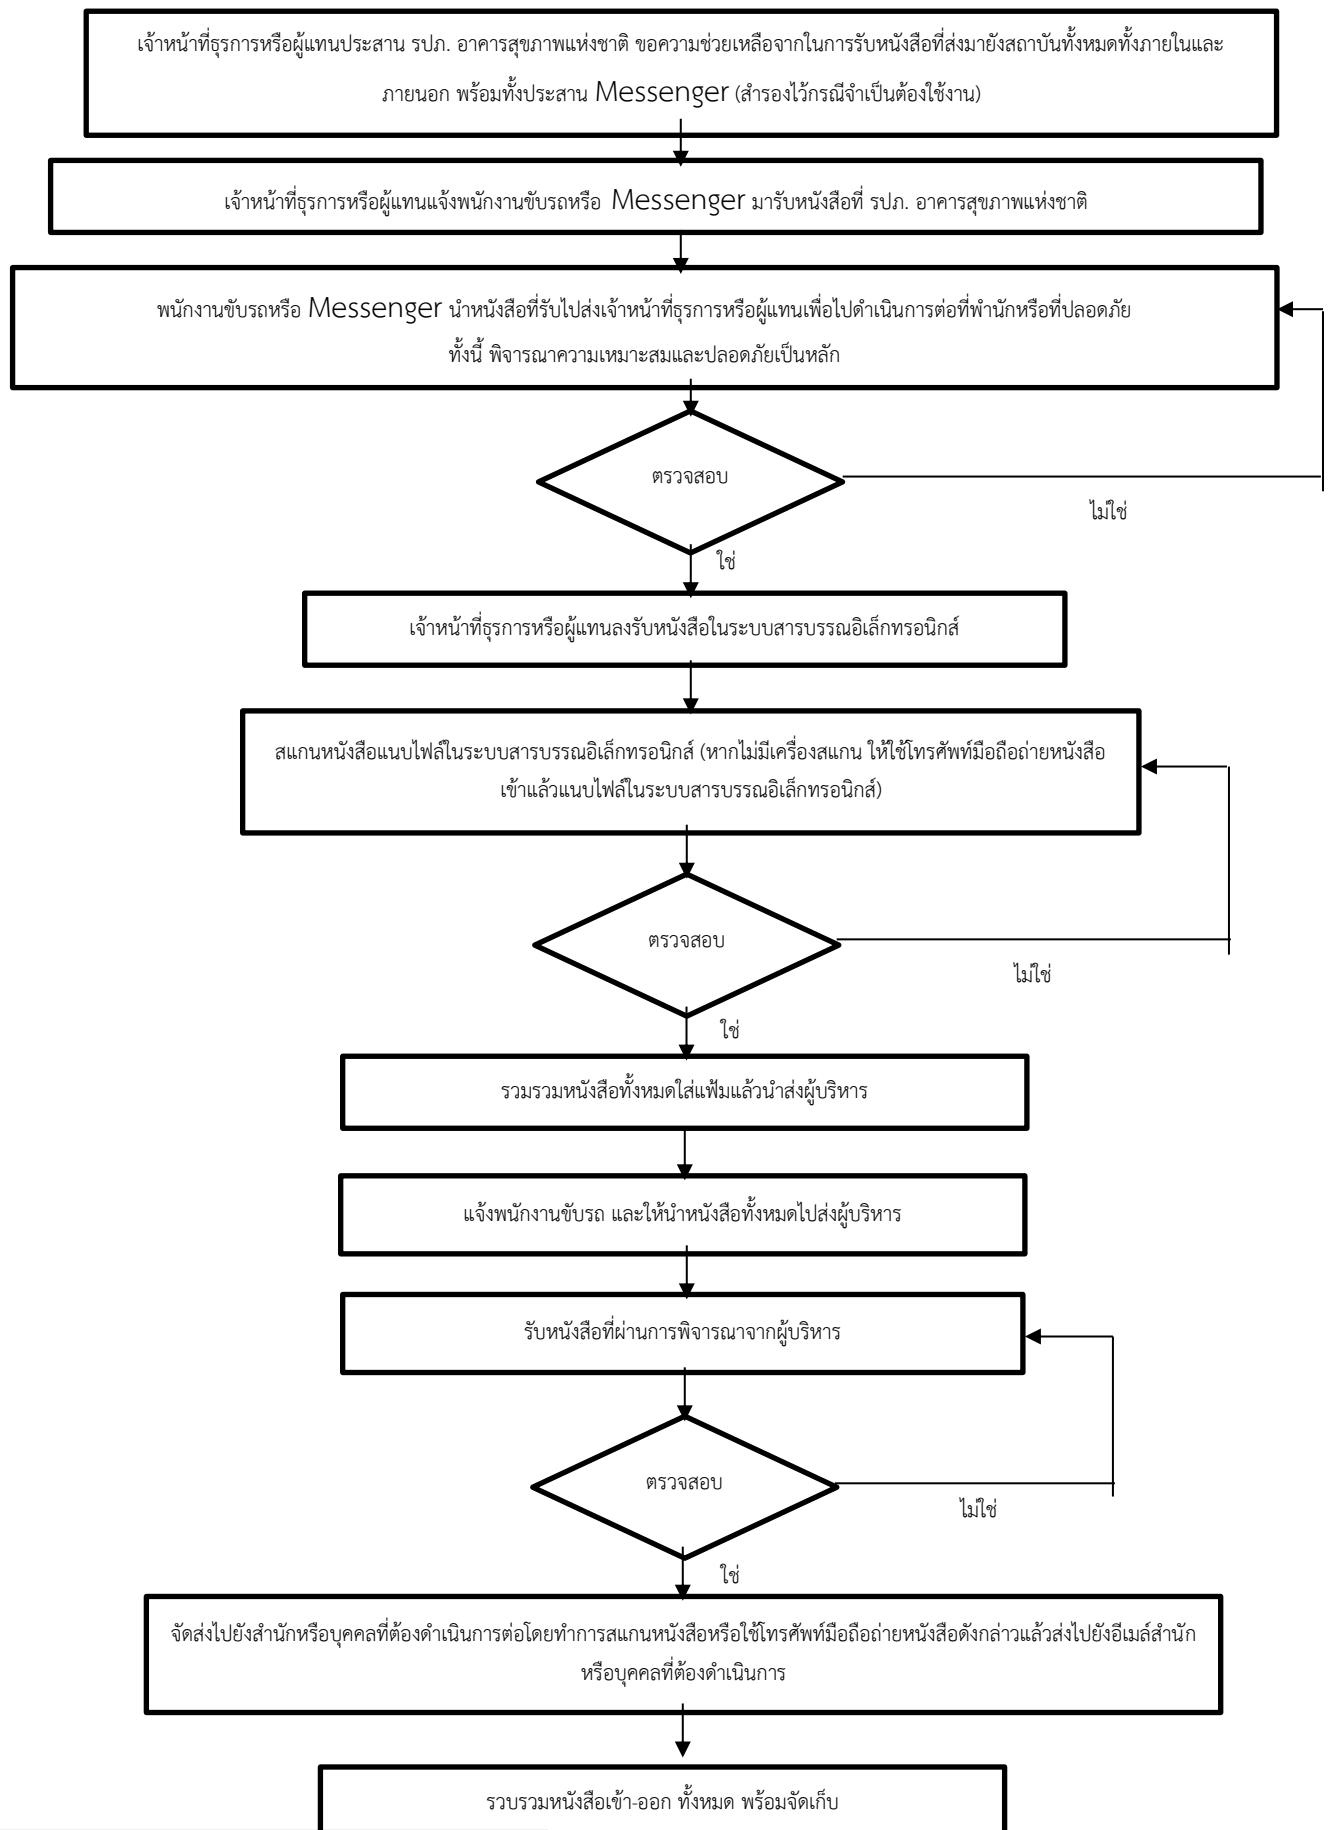 เจ้าหน้าที่ธุรการหรือผู้แทนประสาน รปภ. อาคารสุขภาพแห่งชาติ ขอความช่วยเหลือจากในการรับหนังสือที่ส่งมายังสถาบันทั้งหมดทั้งภายในและ
ภายนอก พร้อมทั้งประสาน Messenger (สำรองไว้กรณีจำเป็นต้องใช้งาน)
เจ้าหน้าที่ธุรการหรือผู้แทนแจ้งพนักงานขับรถหรือ Messenger มารับหนังสือที่ รปภ. อาคารสุขภาพแห่งชาติ
พนักงานขับรถหรือ Messenger นำหนังสือที่รับไปส่งเจ้าหน้าที่ธุรการหรือผู้แทนเพื่อไปดำเนินการต่อที่พำนักหรือที่ปลอดภัย
ทั้งนี้ พิจารณาความเหมาะสมและปลอดภัยเป็นหลัก
ตรวจสอบ
ไม่ใช่
ใช่
เจ้าหน้าที่ธุรการหรือผู้แทนลงรับหนังสือในระบบสารบรรณอิเล็กทรอนิกส์
สแกนหนังสือแนบไฟล์ในระบบสารบรรณอิเล็กทรอนิกส์ (หากไม่มีเครื่องสแกน ให้ใช้โทรศัพท์มือถือถ่ายหนังสือ
เข้าแล้วแนบไฟล์ในระบบสารบรรณอิเล็กทรอนิกส์)
ตรวจสอบ
ไม่ใช่
ใช่
รวมรวมหนังสือทั้งหมดใส่แฟ้มแล้วนำส่งผู้บริหาร
แจ้งพนักงานขับรถ และให้นำหนังสือทั้งหมดไปส่งผู้บริหาร
รับหนังสือที่ผ่านการพิจารณาจากผู้บริหาร
ตรวจสอบ
ไม่ใช่
ใช่
จัดส่งไปยังสำนักหรือบุคคลที่ต้องดำเนินการต่อโดยทำการสแกนหนังสือหรือใช้โทรศัพท์มือถือถ่ายหนังสือดังกล่าวแล้วส่งไปยังอีเมล์สำนัก
หรือบุคคลที่ต้องดำเนินการ
รวบรวมหนังสือเข้า-ออก ทั้งหมด พร้อมจัดเก็บ